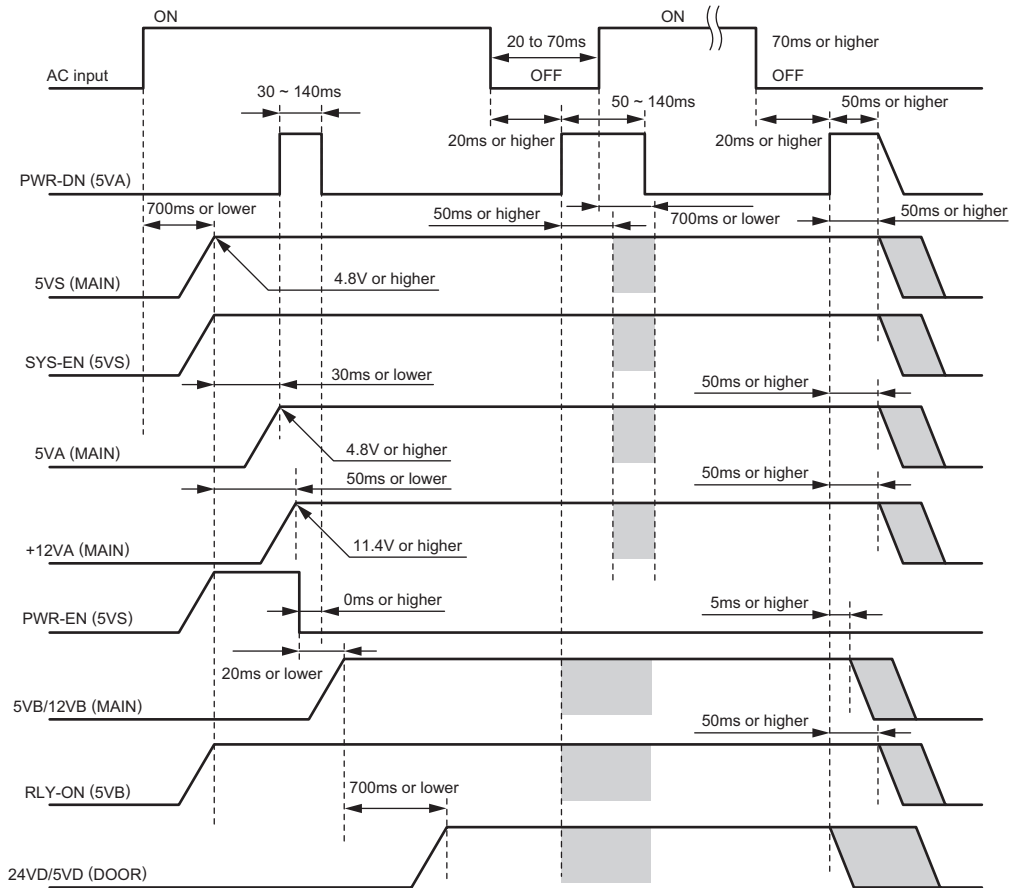 ON
ON
20 to 70ms
70ms or higher
AC input
OFF
OFF
30 ~ 140ms
50 ~ 140ms
50ms or higher
20ms or higher
20ms or higher
PWR-DN (5VA)
700ms or lower
50ms or higher
700ms or lower
50ms or higher
4.8V or higher
5VS (MAIN)
SYS-EN (5VS)
30ms or lower
50ms or higher
4.8V or higher
5VA (MAIN)
50ms or lower
50ms or higher
11.4V or higher
+12VA (MAIN)
0ms or higher
5ms or higher
PWR-EN (5VS)
20ms or lower
5VB/12VB (MAIN)
50ms or higher
RLY-ON (5VB)
700ms or lower
24VD/5VD (DOOR)